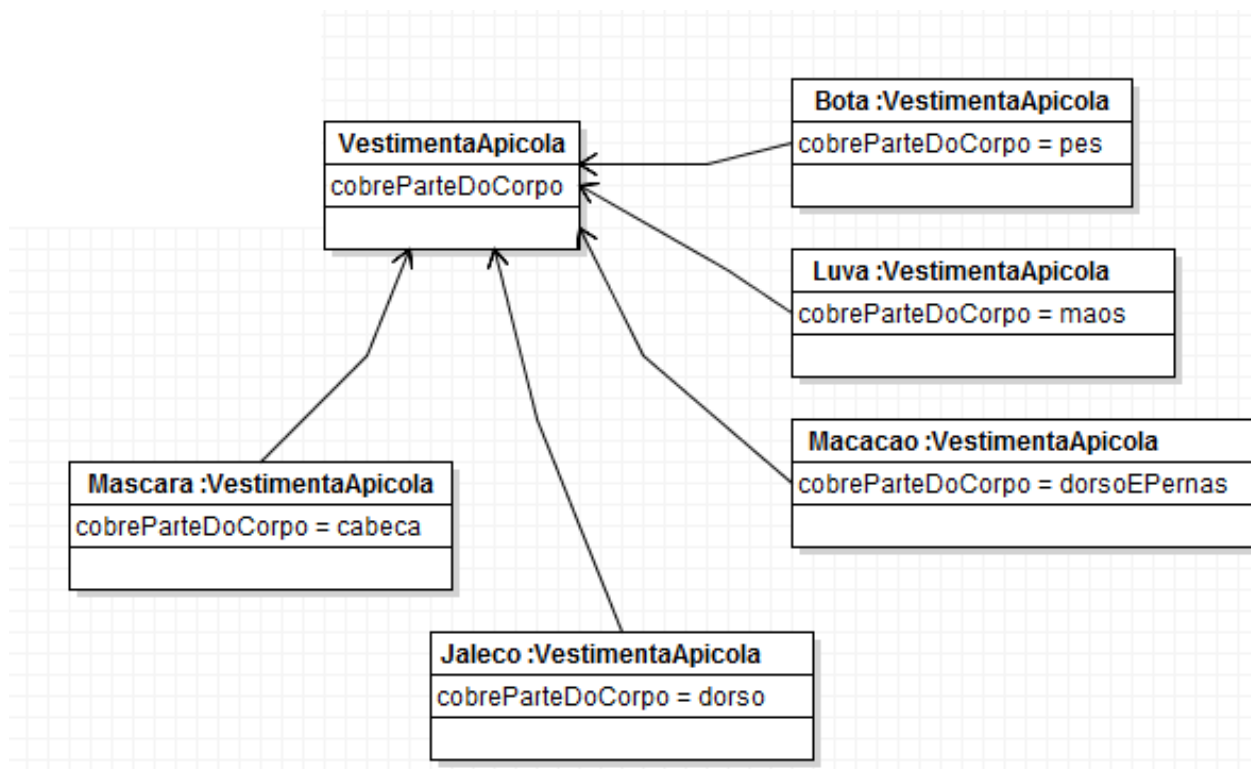 VestimentaApicola
cobreParteDoCorpo
Bota :VestimentaApicola
cobreParteDoCorpo = pes
Luva :VestimentaApicola
cobreParteDoCorpo = maos
Macacao :VestimentaApicola
cobreParteDoCorpo = dorsoEPernas
Mascara :VestimentaApicola
cobreParteDoCorpo = cabeca
Jaleco :VestimentaApicola
cobreParteDoCorpo = dorso